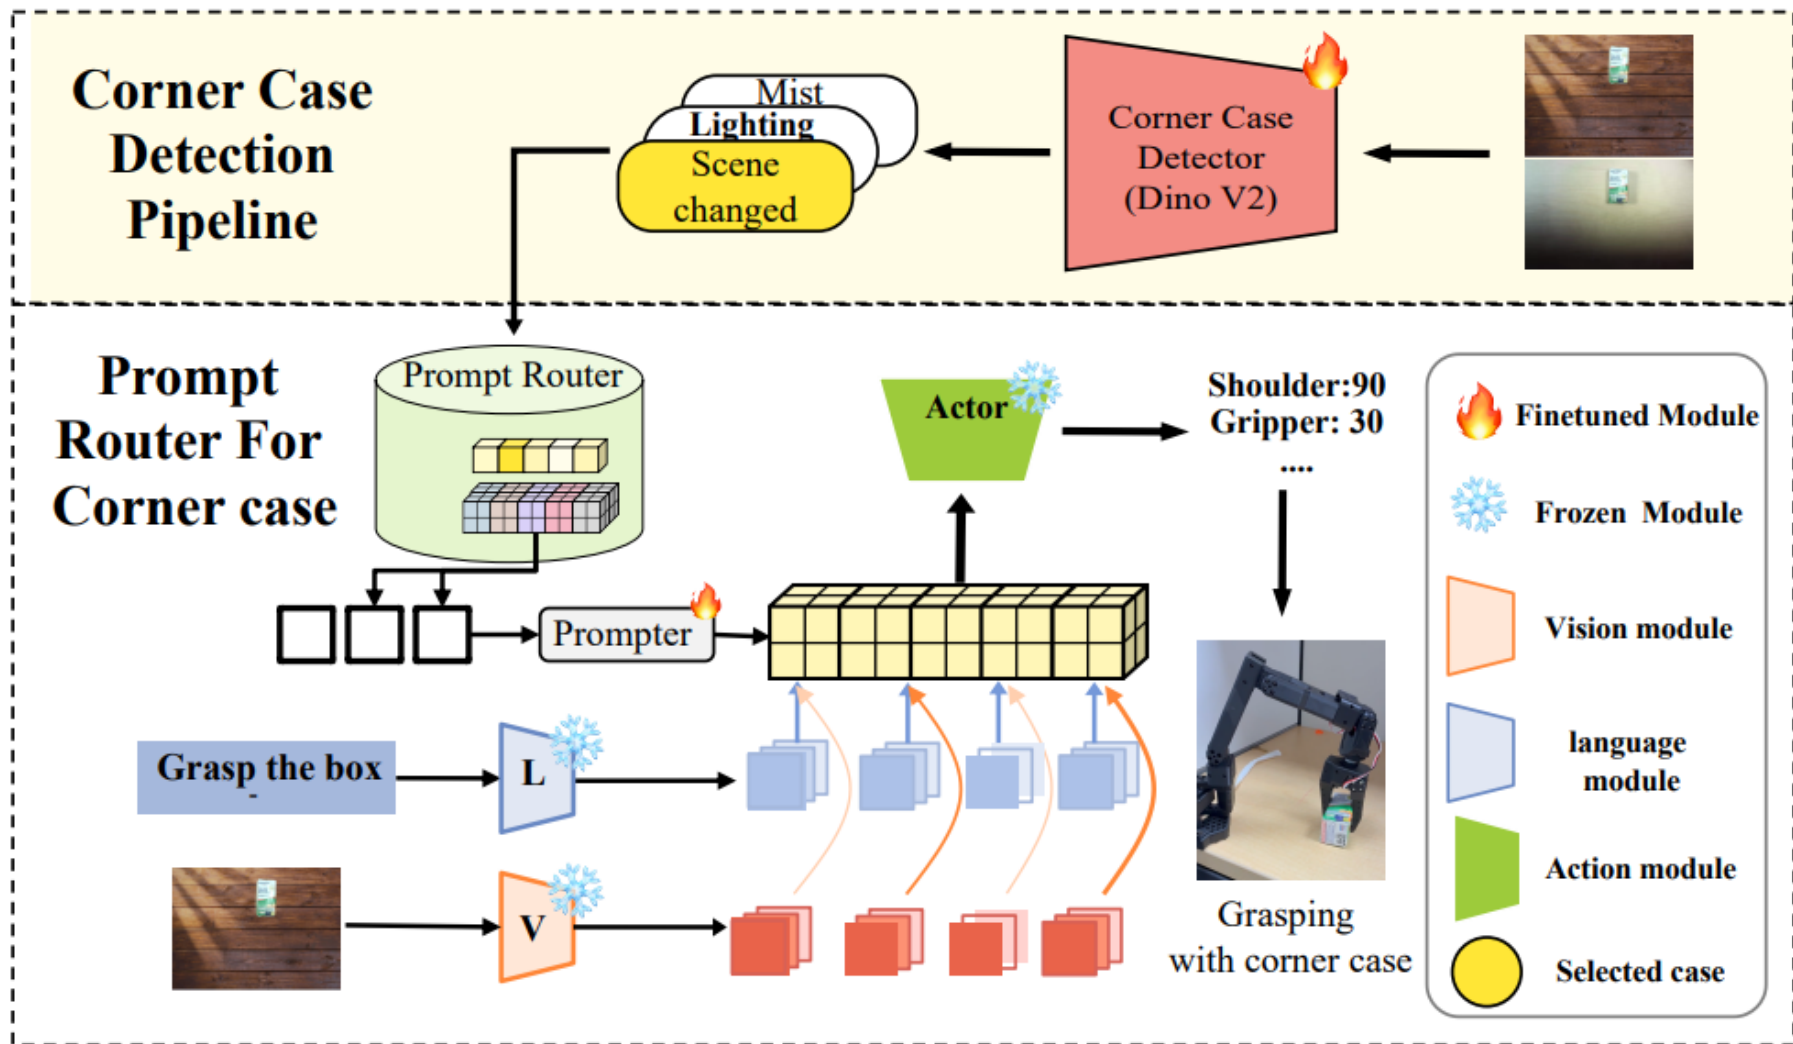 Corner Case
Detection
Pipeline
Mist
Lighting
Scene
changed
Corner Case
Detector
(Dino V2)
Prompt
Router For
Corner case
Prompt Router
Actor
Shoulder:90
Gripper: 30
....
Prompter
Grasp the box
-
L
V
Grasping
with corner case
Finetuned Module
Frozen Module
Vision module
language
module
Action module
Selected case